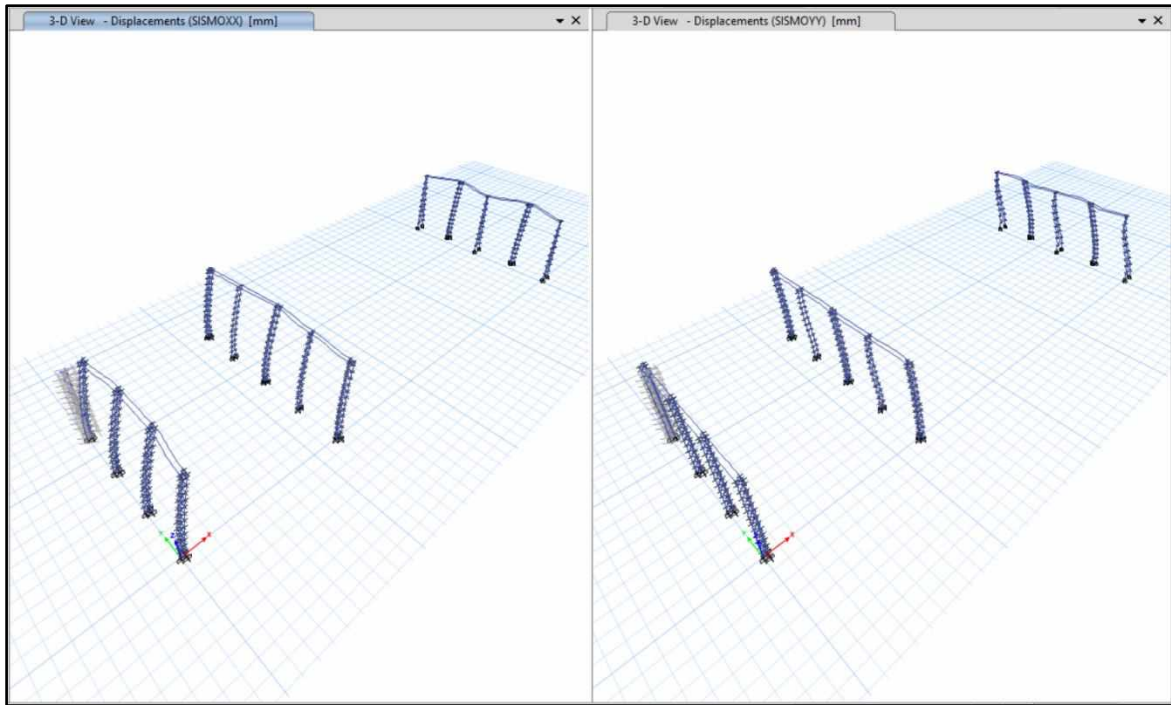 3-D View - Displacements (SISMOXX) [mm]
3-D View - Displacements (SISMOYY) [mm]
Z
X
X